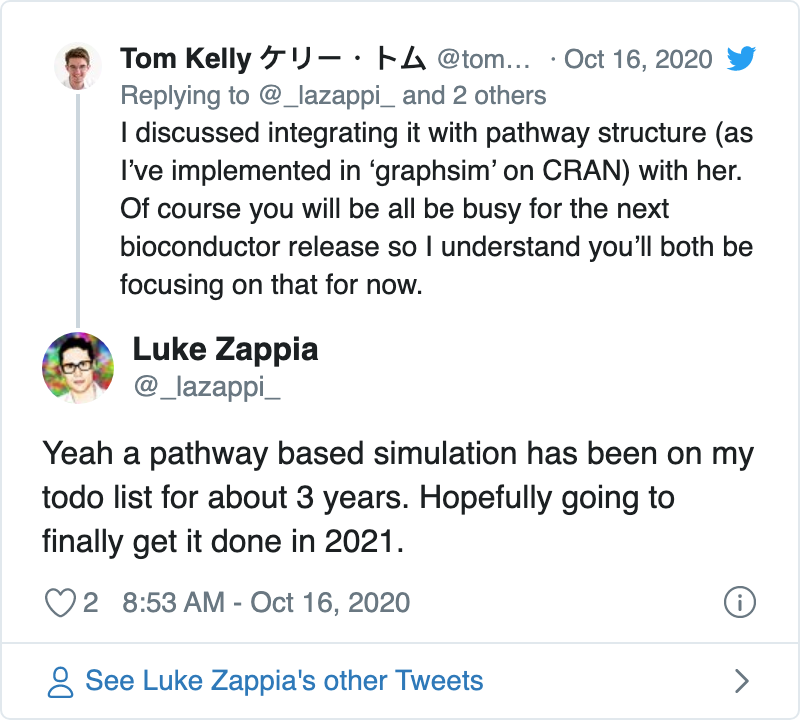 Tom Kelly ケリー・トム @tom... · Oct 16, 2020
Replying to @_lazappi_ and 2 others
I discussed integrating it with pathway structure (as
I’ve implemented in ‘graphsim’ on CRAN) with her.
Of course you will be all be busy for the next
bioconductor release so I understand you’ll both be
focusing on that for now.
Luke Zappia
@_lazappi_
Yeah a pathway based simulation has been on my
todo list for about 3 years. Hopefully going to
finally get it done in 2021.
2 8:53 AM - Oct 16, 2020
See Luke Zappia's other Tweets